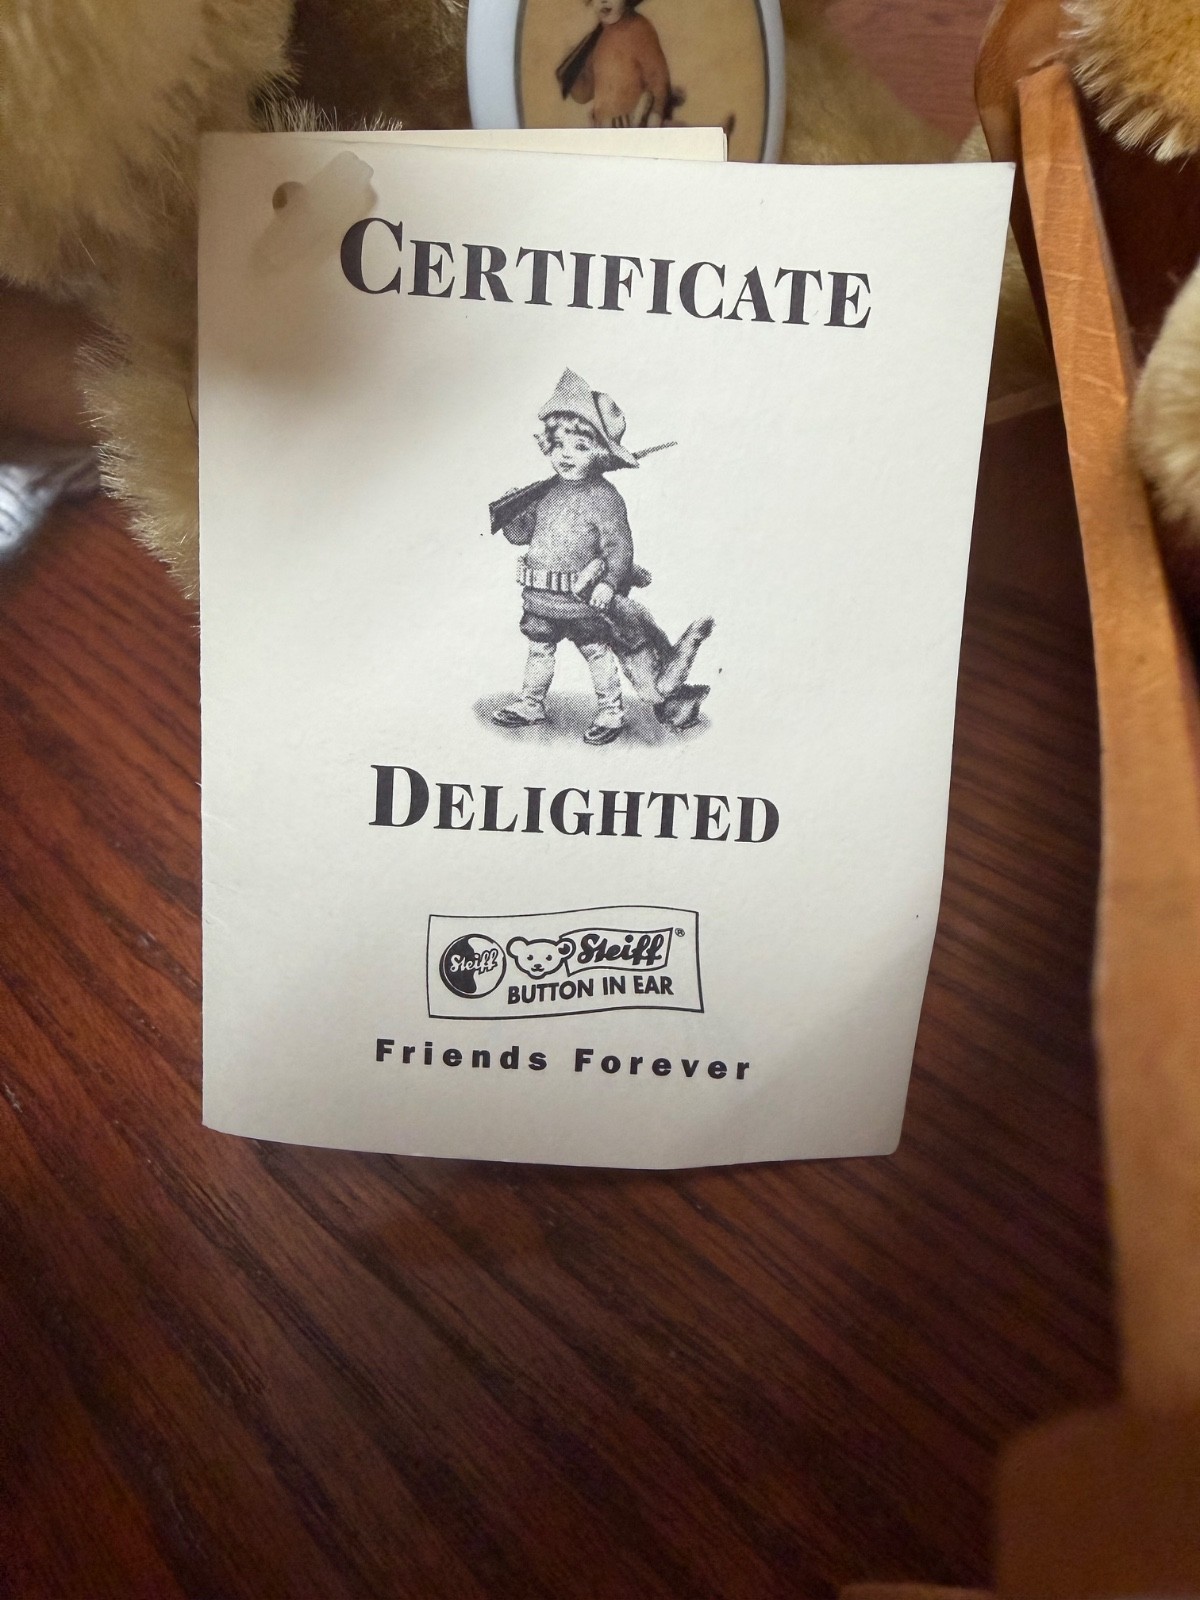 CERTIFICATE
DELIGHTED
Steiff
Steiff ®
BUTTON IN EAR
Friends Forever